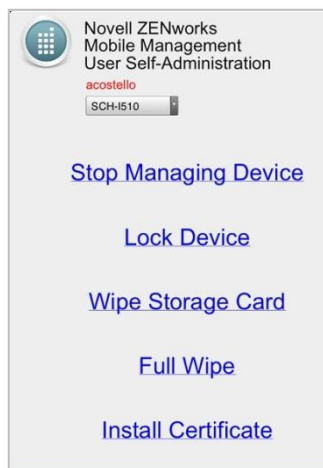 Novell ZENworks
Mobile Management
User Self-Administration
acostello
SCH-I510
Stop Managing Device
Lock Device
Wipe Storage Card
Full Wipe
Install Certificate